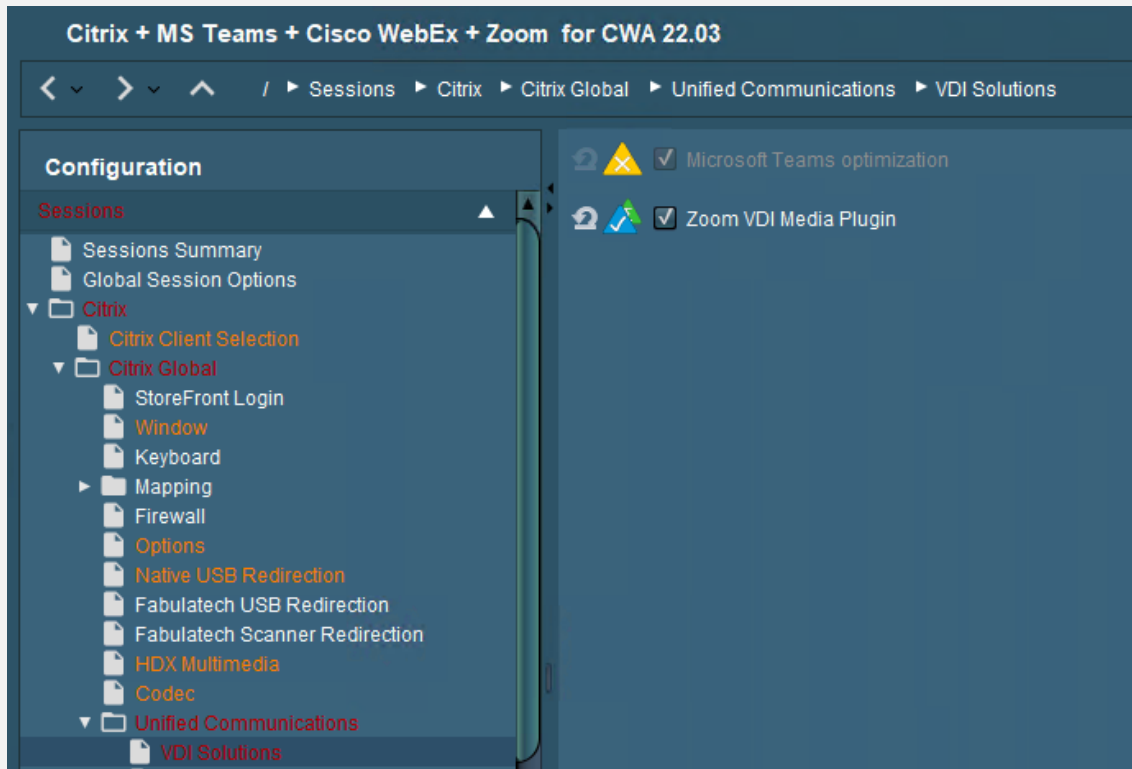 Citrix + MS Teams + Cisco WebEx + Zoom for CWA 22.03
/ Sessions Citrix Citrix Global Unified Communications VDI Solutions
Configuration
Sessions
Sessions Summary
Global Session Options
Citrix
Citrix Client Selection
Citrix Global
StoreFront Login
Window
Keyboard
Mapping
Firewall
Options
Native USB Redirection
Fabulatech USB Redirection
Fabulatech Scanner Redirection
HDX Multimedia
Codec
Unified Communications
VDI Solutions
Microsoft Teams optimization
Zoom VDI Media Plugin